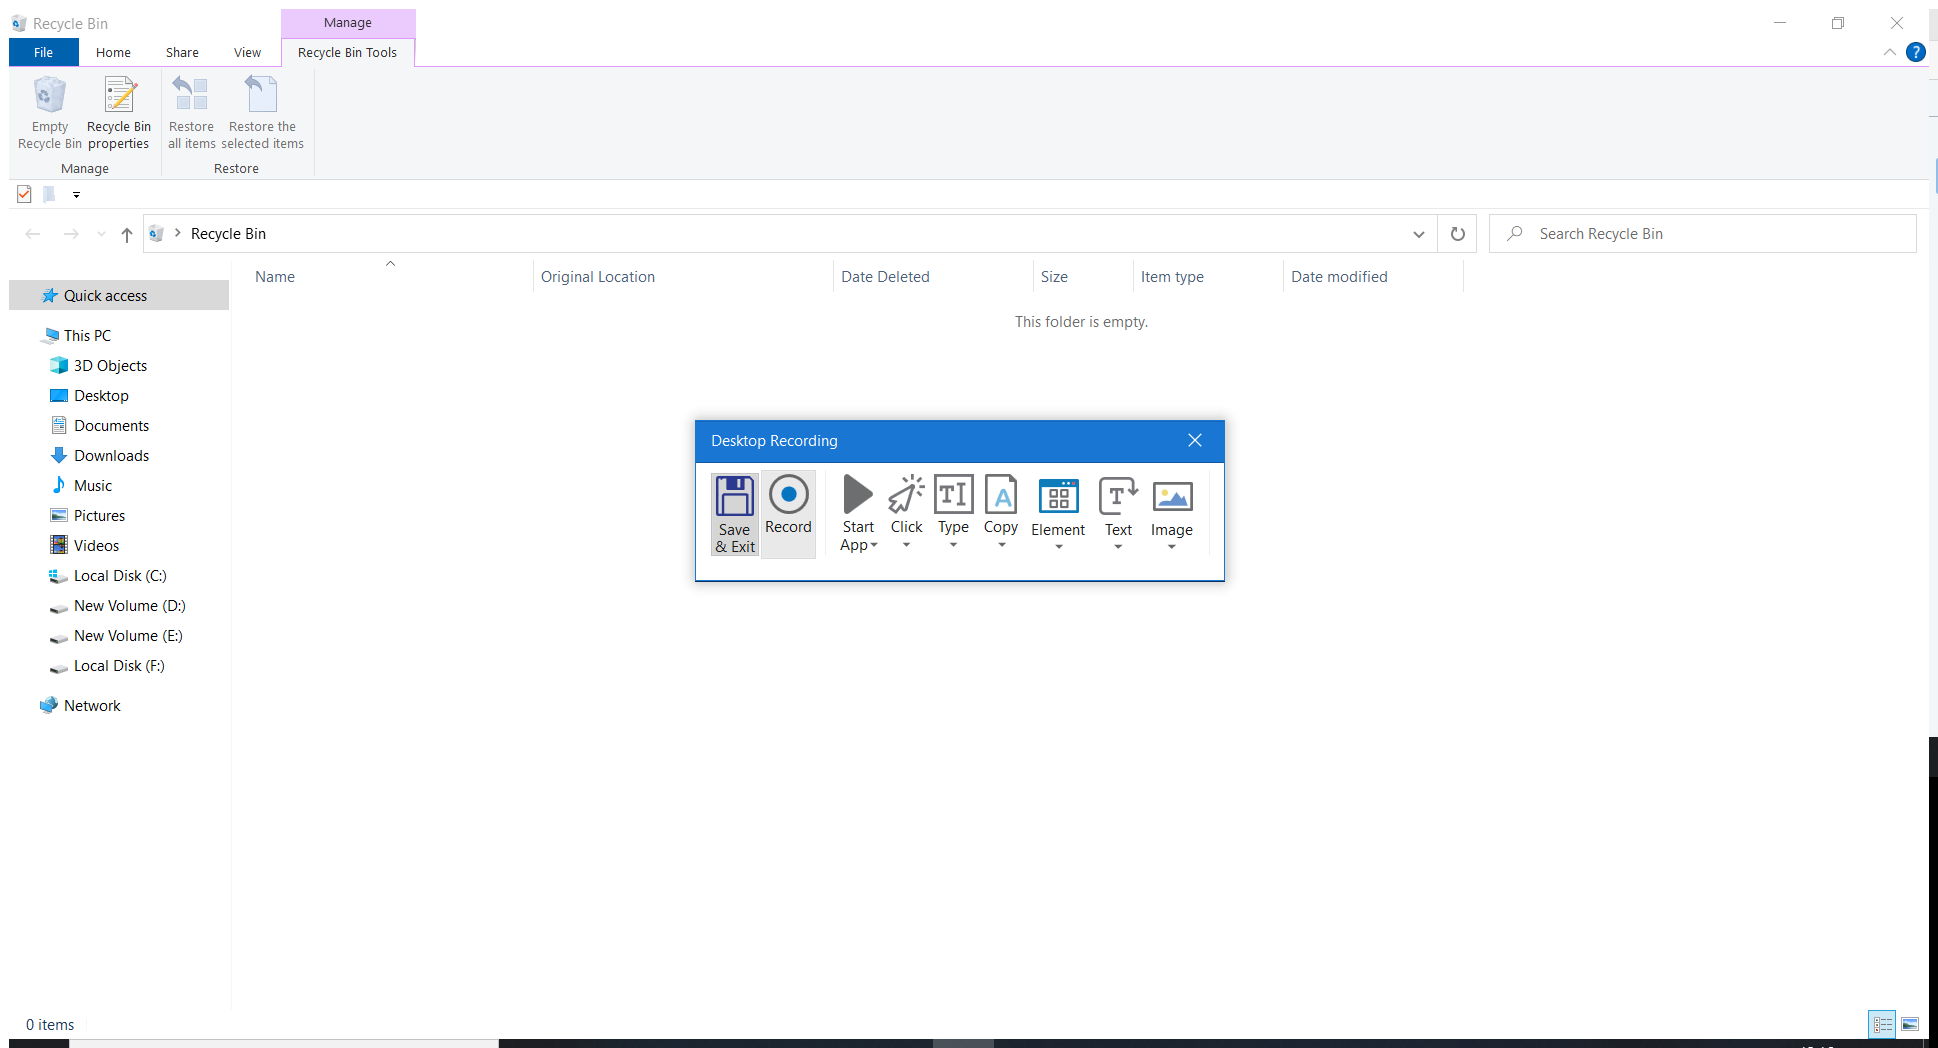 Recycle Bin
Manage
File
Home
Share
View
Recycle Bin Tools
?
Empty
Recycle Bin
Recycle Bin
properties
Restore
all items
Restore the
selected items
Manage
Restore
Recycle Bin
Search Recycle Bin
Name
Original Location
Date Deleted
Size
Item type
Date modified
Quick access
This folder is empty.
This PC
3D Objects
Desktop
Documents
Downloads
Music
Pictures
Videos
Local Disk (C:)
New Volume (D:)
New Volume (E:)
Local Disk (F:)
Network
Desktop Recording
Save
& Exit
Record
Start
App
Click
Type
Copy
Element
Text
Image
0 items